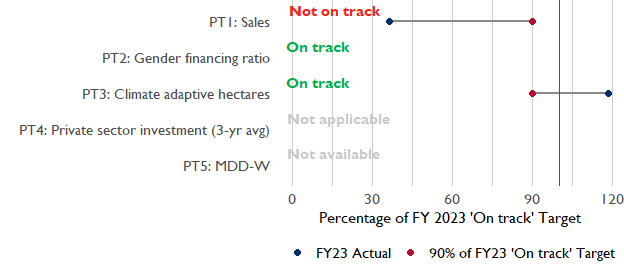 PT1: Sales Not on track
PT2: Gender financing ratio On track
PT3: Climate adaptive hectares On track
PT4: Private sector investment (3-yr avg) Not applicable
PT5: MDD-W Not available
0 30 60 90 120
Percentage of FY 2023 'On track' Target
FY23 Actual 90% of FY23 'On track' Target